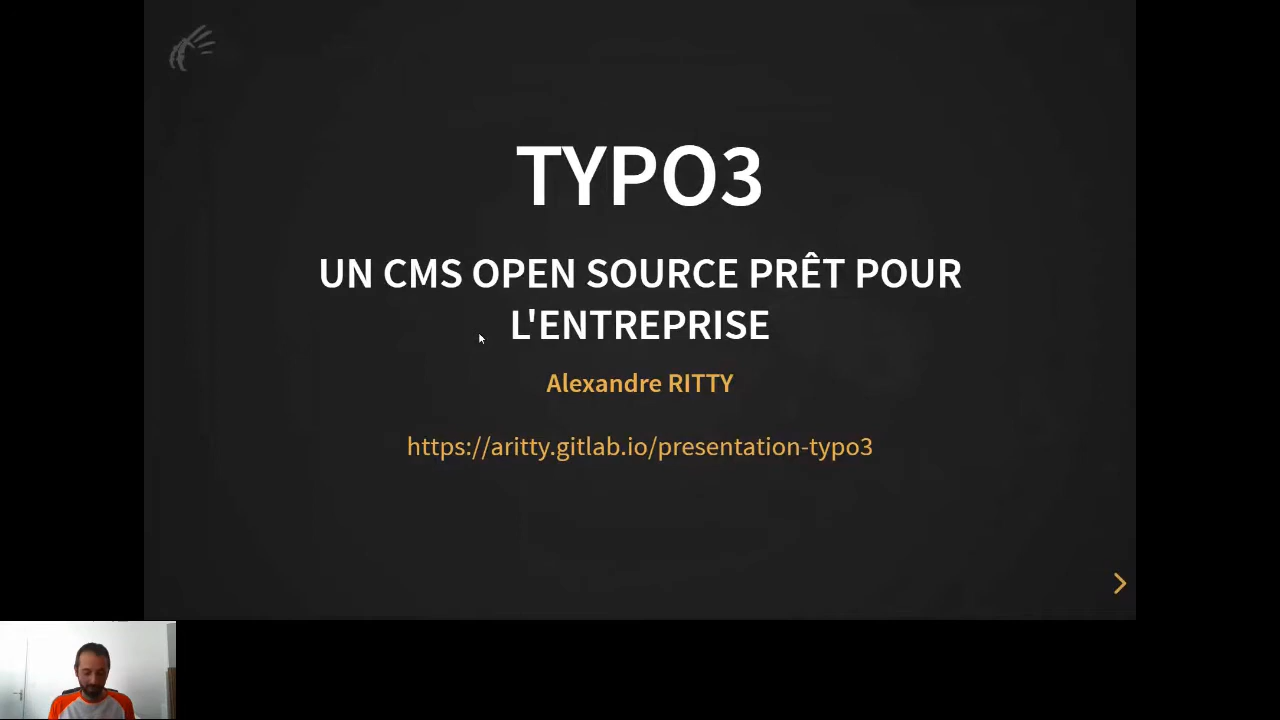 TYPO3
UN CMS OPEN SOURCE PRÊT POUR
L'ENTREPRISE
Alexandre RITTY
https://aritty.gitlab.io/presentation-typo3